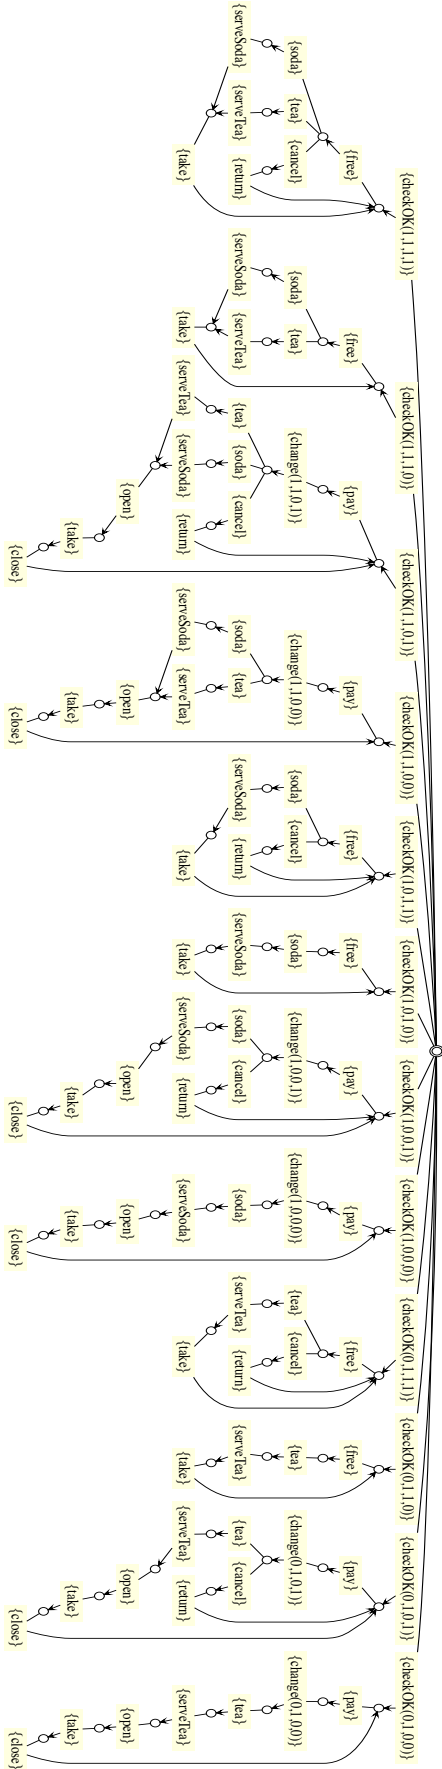 {checkOK(1,1,1,1)}
{free}
{soda}
{tea}
{cancel}
{serveSoda}
{serveTea}
{return}
{take}
{checkOK(1,1,1,0)}
{free}
{soda}
{tea}
{serveSoda}
{serveTea}
{take}
{checkOK(1,1,0,1)}
{pay}
{change(1,1,0,1)}
{tea}
{soda}
{cancel}
{serveTea}
{serveSoda}
{return}
{open}
{take}
{close}
{checkOK(1,1,0,0)}
{pay}
{change(1,1,0,0)}
{soda}
{tea}
{serveSoda}
{serveTea}
{open}
{take}
{close}
{checkOK(1,0,1,1)}
{free}
{soda}
{cancel}
{serveSoda}
{return}
{take}
{checkOK(1,0,1,0)}
{free}
{soda}
{serveSoda}
{take}
{checkOK(1,0,0,1)}
{pay}
{change(1,0,0,1)}
{soda}
{cancel}
{serveSoda}
{return}
{open}
{take}
{close}
{checkOK(1,0,0,0)}
{pay}
{change(1,0,0,0)}
{soda}
{serveSoda}
{open}
{take}
{close}
{checkOK(0,1,1,1)}
{free}
{tea}
{cancel}
{serveTea}
{return}
{take}
{checkOK(0,1,1,0)}
{free}
{tea}
{serveTea}
{take}
{checkOK(0,1,0,1)}
{pay}
{change(0,1,0,1)}
{tea}
{cancel}
{serveTea}
{return}
{open}
{take}
{close}
{checkOK(0,1,0,0)}
{pay}
{change(0,1,0,0)}
{tea}
{serveTea}
{open}
{take}
{close}